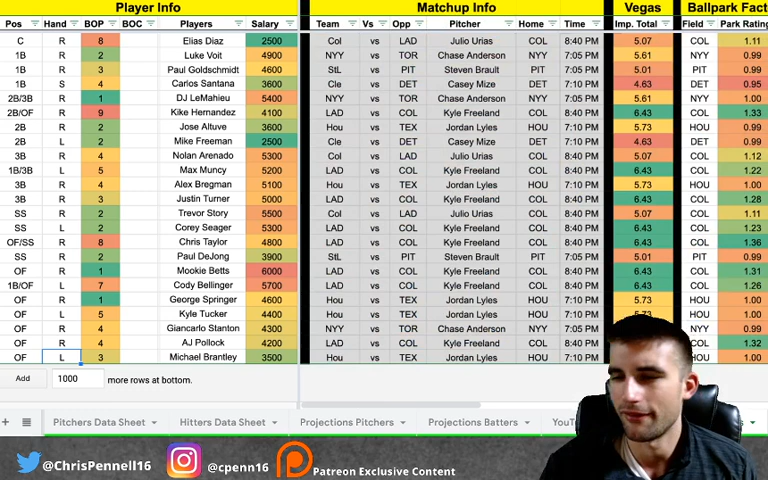 Player Info Matchup Info Vegas Ballpark Fact
Pos Hand BOP BOC Players Salary Team Vs Opp Pitcher Home Time Imp. Total Field Park Rating
C R 8 Elias Diaz 2500 Col vs LAD Julio Urias COL 8:40 PM 5.07 COL 1.11
1B R 2 Luke Voit 4900 NYY vs TOR Chase Anderson NYY 7:05 PM 5.61 NYY 0.99
1B R 3 Paul Goldschmidt 4600 StL vs PIT Steven Brault PIT 7:05 PM 5.01 PIT 0.99
1B S 4 Carlos Santana 3600 Cle vs DET Casey Mize DET 7:10 PM 4.63 DET 0.95
2B/3B R 1 DJ LeMahieu 5400 NYY vs TOR Chase Anderson NYY 7:05 PM 5.61 NYY 1.00
2B/OF R 9 Kike Hernandez 4100 LAD vs COL Kyle Freeland COL 8:40 PM 6.43 COL 1.33
2B R 2 Jose Altuve 3600 Hou vs TEX Jordan Lyles HOU 7:10 PM 5.73 HOU 0.99
2B L 2 Mike Freeman 2500 Cle vs DET Casey Mize DET 7:10 PM 4.63 DET 0.99
3B R 4 Nolan Arenado 5300 Col vs LAD Julio Urias COL 8:40 PM 5.07 COL 1.12
1B/3B L 5 Max Muncy 5200 LAD vs COL Kyle Freeland COL 8:40 PM 6.43 COL 1.22
3B R 4 Alex Bregman 5100 Hou vs TEX Jordan Lyles HOU 7:10 PM 5.73 HOU 1.00
3B R 3 Justin Turner 5000 LAD vs COL Kyle Freeland COL 8:40 PM 6.43 COL 1.28
SS R 2 Trevor Story 5500 Col vs LAD Julio Urias COL 8:40 PM 5.07 COL 1.11
SS L 2 Corey Seager 5300 LAD vs COL Kyle Freeland COL 8:40 PM 6.43 COL 1.23
OF/SS R 8 Chris Taylor 4800 LAD vs COL Kyle Freeland COL 8:40 PM 6.43 COL 1.36
SS R 2 Paul DeJong 3900 StL vs PIT Steven Brault PIT 7:05 PM 5.01 PIT 0.99
OF R 1 Mookie Betts 6000 LAD vs COL Kyle Freeland COL 8:40 PM 6.43 COL 1.31
1B/OF L 7 Cody Bellinger 5700 LAD vs COL Kyle Freeland COL 8:40 PM 6.43 COL 1.26
OF R 1 George Springer 4600 Hou vs TEX Jordan Lyles HOU 7:10 PM 5.73 HOU 1.00
OF L 5 Kyle Tucker 4400 Hou vs TEX Jordan Lyles HOU 7:10 PM HOU 1.00
OF R 4 Giancarlo Stanton 4300 NYY vs TOR Chase Anderson NYY 7:05 PM NYY 0.99
OF R 4 AJ Pollock 4200 LAD vs COL Kyle Freeland COL 8:40 PM COL 1.32
OF L 3 Michael Brantley 3500 Hou vs TEX Jordan Lyles HOU 7:10 PM HOU 1.00
Add 1000 more rows at bottom.
Pitchers Data Sheet Hitters Data Sheet Projections Pitchers Projections Batters
@ChrisPennell16 @cpenn16 Patreon Exclusive Content